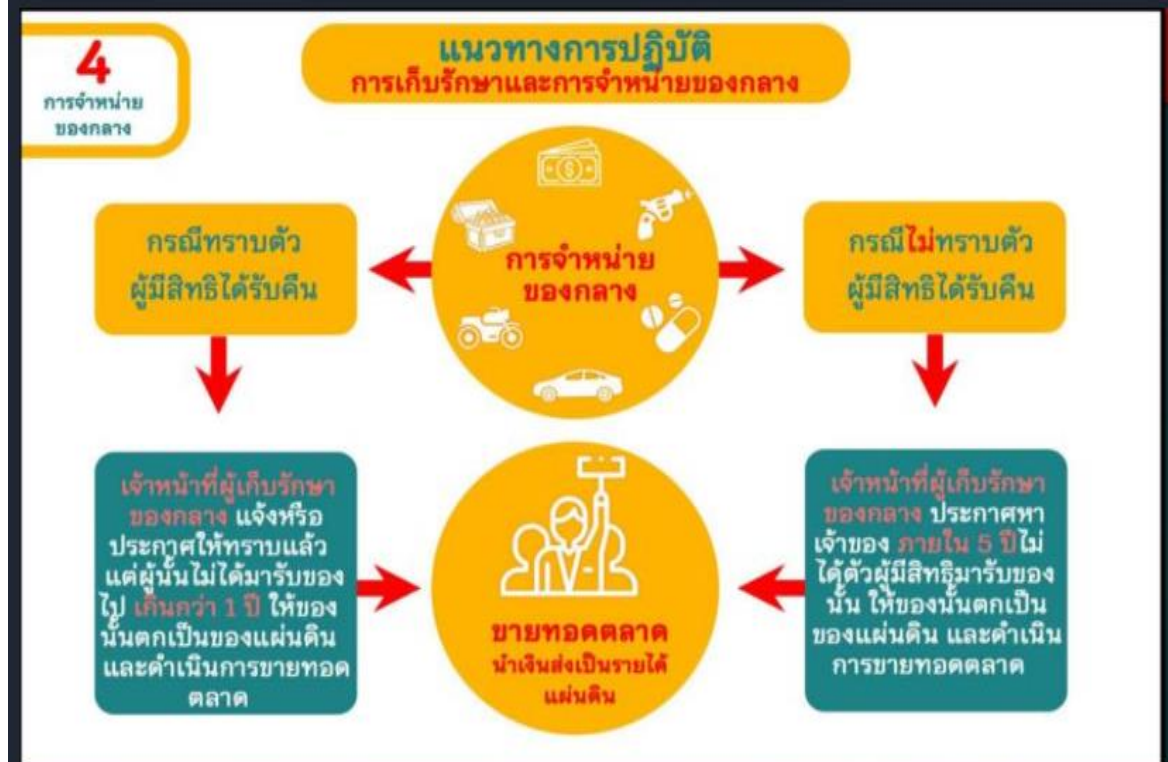 4
การจำหน่าย
ของกลาง
แนวทางการปฏิบัติ
การเก็บรักษาและการจำหน่ายของกลาง
การจำหน่าย
ของกลาง
กรณีทราบตัว
ผู้มีสิทธิได้รับคืน
กรณีไม่ทราบตัว
ผู้มีสิทธิได้รับคืน
เจ้าหน้าที่ผู้เก็บรักษา
ของกลาง แจ้งหรือ
ประกาศให้ทราบแล้ว
แต่ผู้นั้นไม่ได้มารับของ
ไป เกินกว่า 1 ปี ให้ของ
นั้นตกเป็นของแผ่นดิน
และดำเนินการขายทอด
ตลาด
ขายทอดตลาด
นำเงินส่งเป็นรายได้
แผ่นดิน
เจ้าหน้าที่ผู้เก็บรักษา
ของกลาง ประกาศหา
เจ้าของ ภายใน 5 ปีไม่
ได้ตัวผู้มีสิทธิมารับของ
นั้น ให้ของนั้นตกเป็น
ของแผ่นดิน และดำเนิน
การขายทอดตลาด